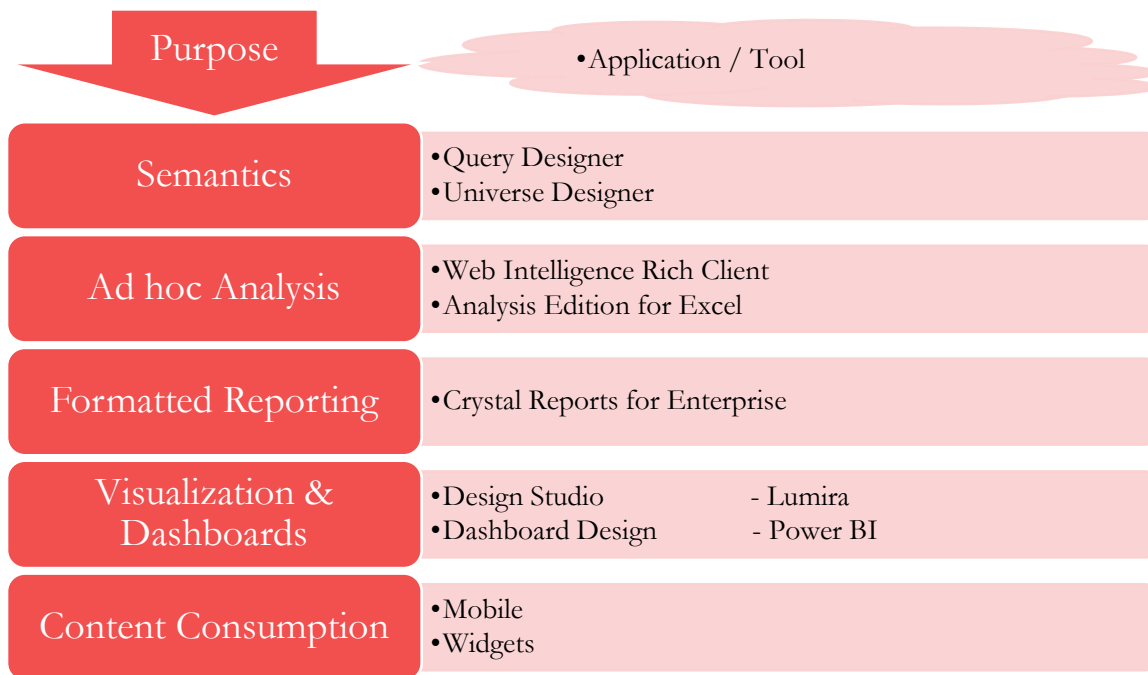 Purpose
•Application / Tool
Semantics
•Query Designer
•Universe Designer
Ad hoc Analysis
•Web Intelligence Rich Client
•Analysis Edition for Excel
Formatted Reporting
•Crystal Reports for Enterprise
Visualization &
Dashboards
•Design Studio - Lumira
•Dashboard Design - Power BI
Content Consumption
•Mobile
•Widgets